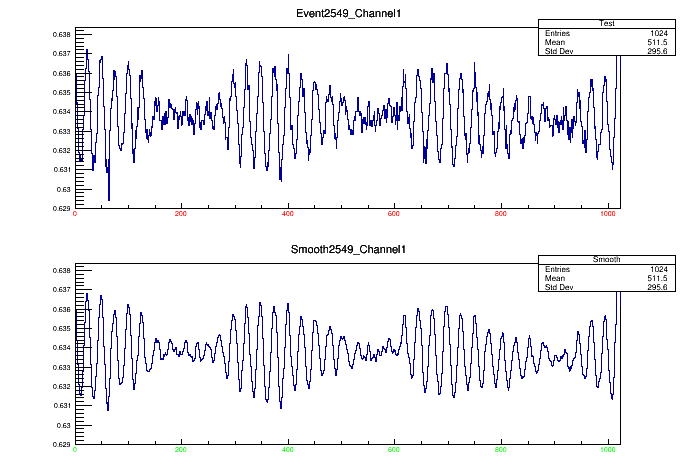 Event2549_Channel1
Test
Entries 1024
Mean 511.5
Std Dev 295.6
0.638
0.637
0.636
0.635
0.634
0.633
0.632
0.631
0.63
0.629
0 200 400 600 800 1000
Smooth2549_Channel1
Smooth
Entries 1024
Mean 511.5
Std Dev 295.6
0.638
0.637
0.636
0.635
0.634
0.633
0.632
0.631
0.63
0.629
0 200 400 600 800 1000